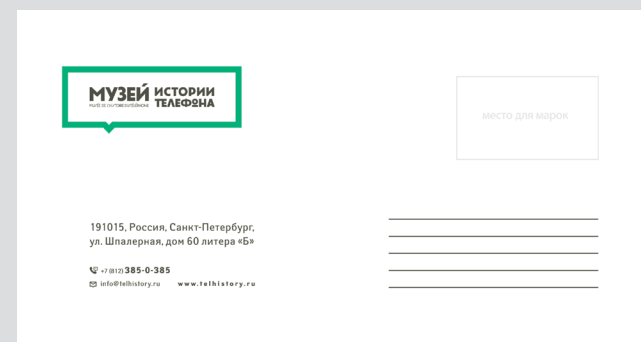 МУЗЕЙ ИСТОРИИ
ТЕЛЕФОНА
место для марок
191015, Россия, Санкт-Петербург,
ул. Шпалерная, дом 60 литера «Б»
+7 (812) 385-0-385
info@telhistory.ru www.telhistory.ru